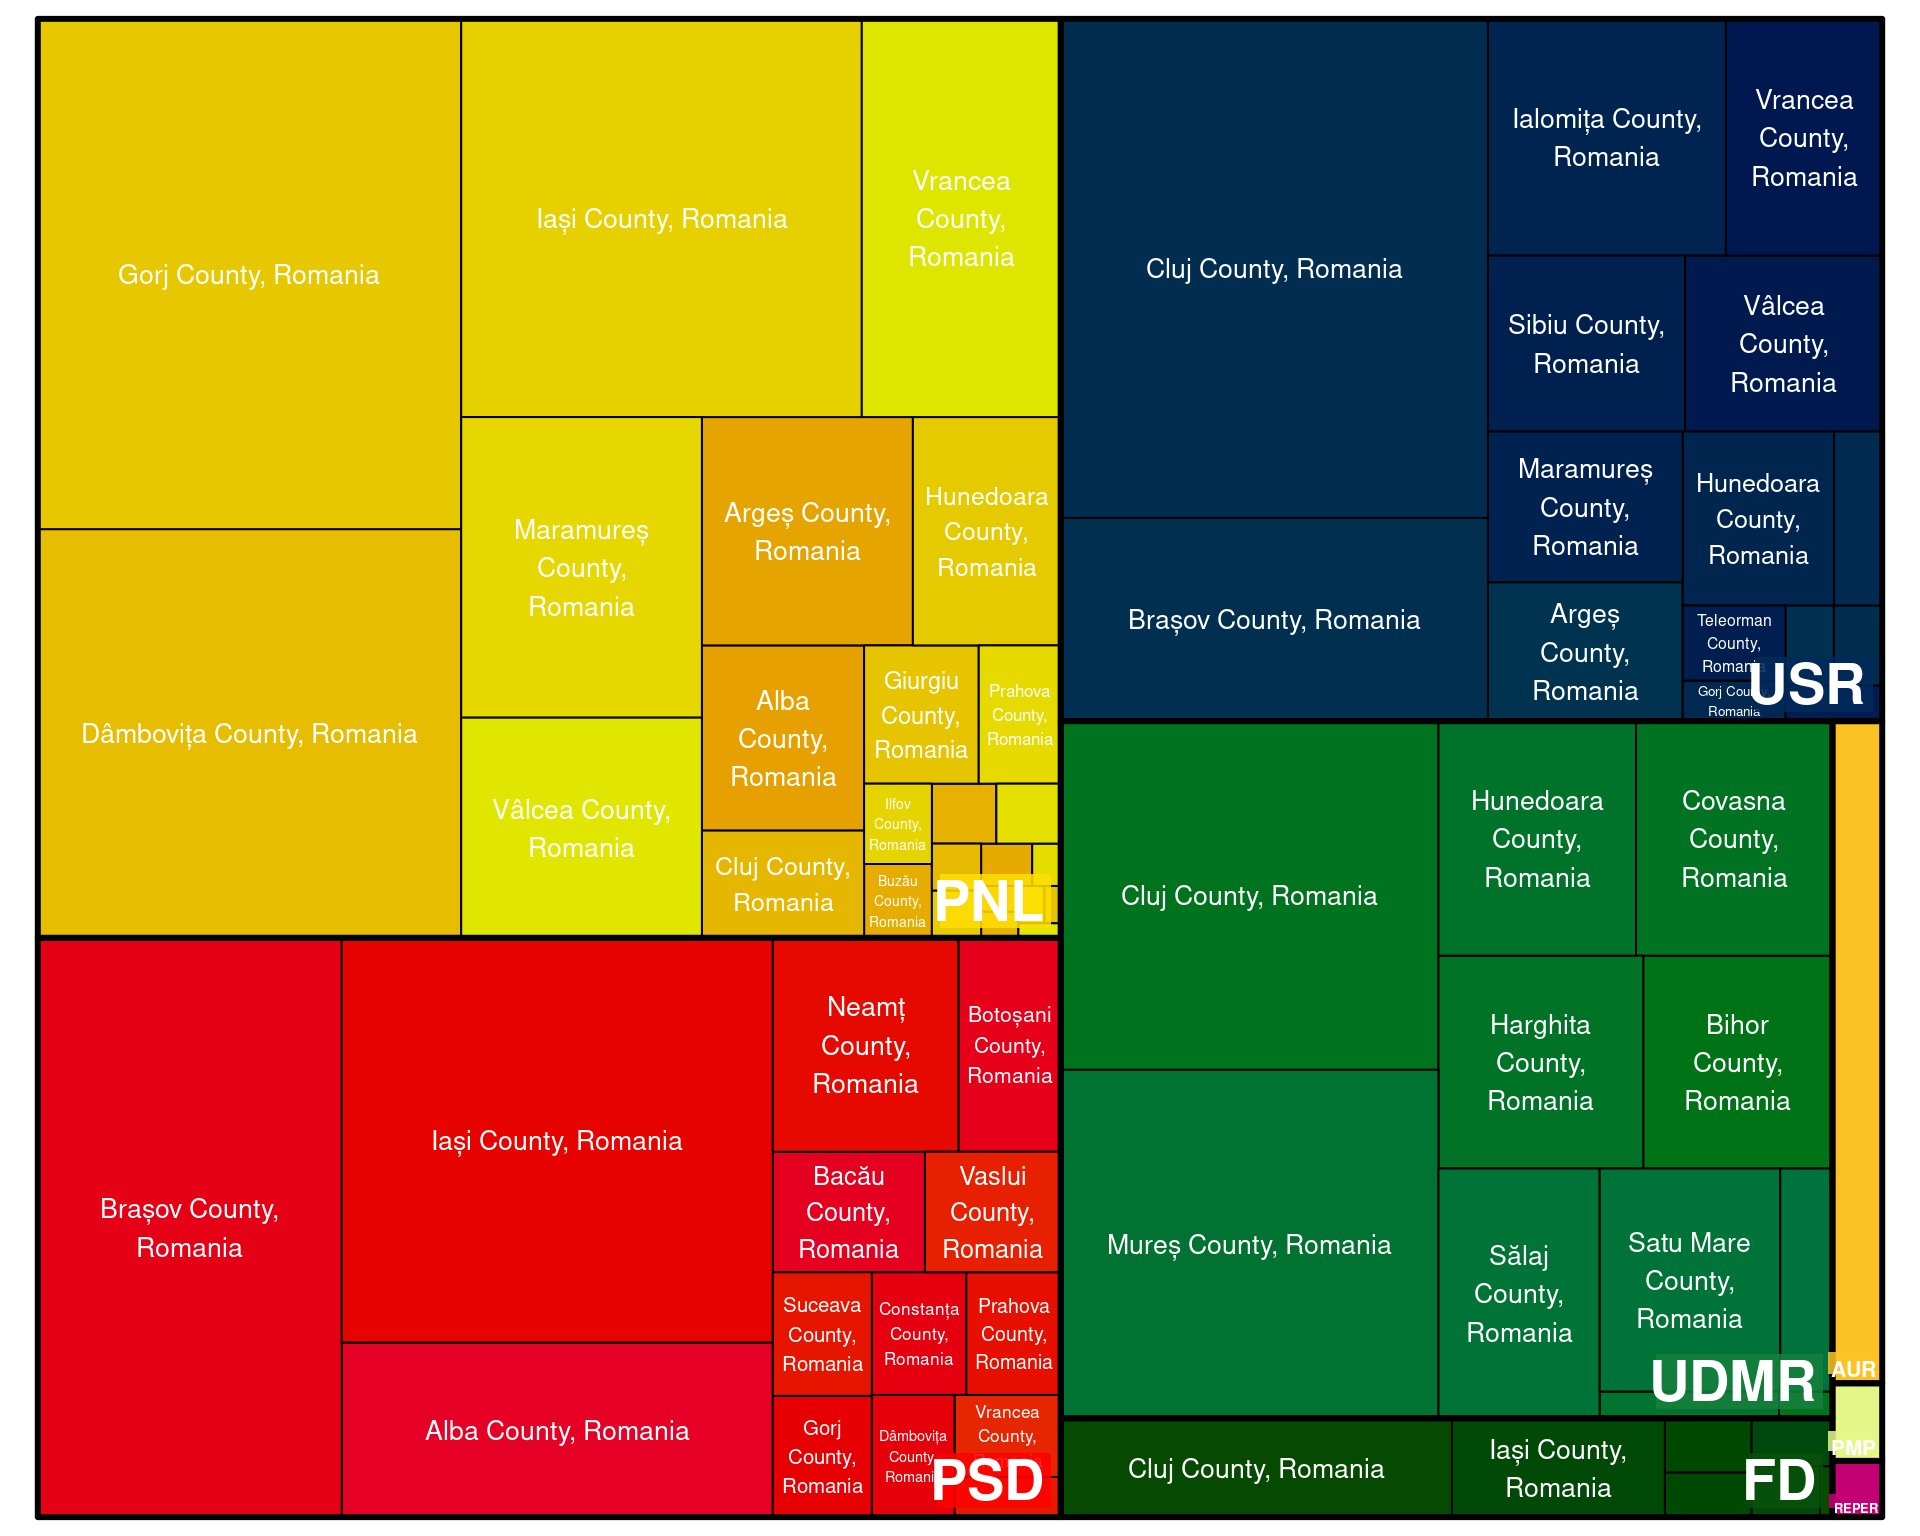 Gorj County, Romania
Iași County, Romania
Vrancea
County,
Romania
Dâmbovița County, Romania
Maramureș
County,
Romania
Argeș County,
Romania
Hunedoara
County,
Romania
Vâlcea County,
Romania
Alba
County,
Romania
Giurgiu
County,
Romania
Prahova
County,
Romania
Cluj County,
Romania
Ilfov
County,
Romania
Buzău
County,
Romania
PNL
Brașov County,
Romania
Iași County, Romania
Alba County, Romania
Neamț
County,
Romania
Botoșani
County,
Romania
Bacău
County,
Romania
Vaslui
County,
Romania
Suceava
County,
Romania
Constanța
County,
Romania
Prahova
County,
Romania
Gorj
County,
Romania
Dâmbovița
County,
Romania
Vrancea
County,
PSD
Cluj County, Romania
Brașov County, Romania
Ialomița County,
Romania
Vrancea
County,
Romania
Sibiu County,
Romania
Vâlcea
County,
Romania
Maramureș
County,
Romania
Hunedoara
County,
Romania
Argeș
County,
Romania
Teleorman
County,
Romania
Gorj County,
Romania
USR
Cluj County, Romania
Mureș County, Romania
Hunedoara
County,
Romania
Covasna
County,
Romania
Harghita
County,
Romania
Bihor
County,
Romania
Sălaj
County,
Romania
Satu Mare
County,
Romania
UDMR
AUR
PMP
Cluj County, Romania
Iași County,
Romania
FD
REPER